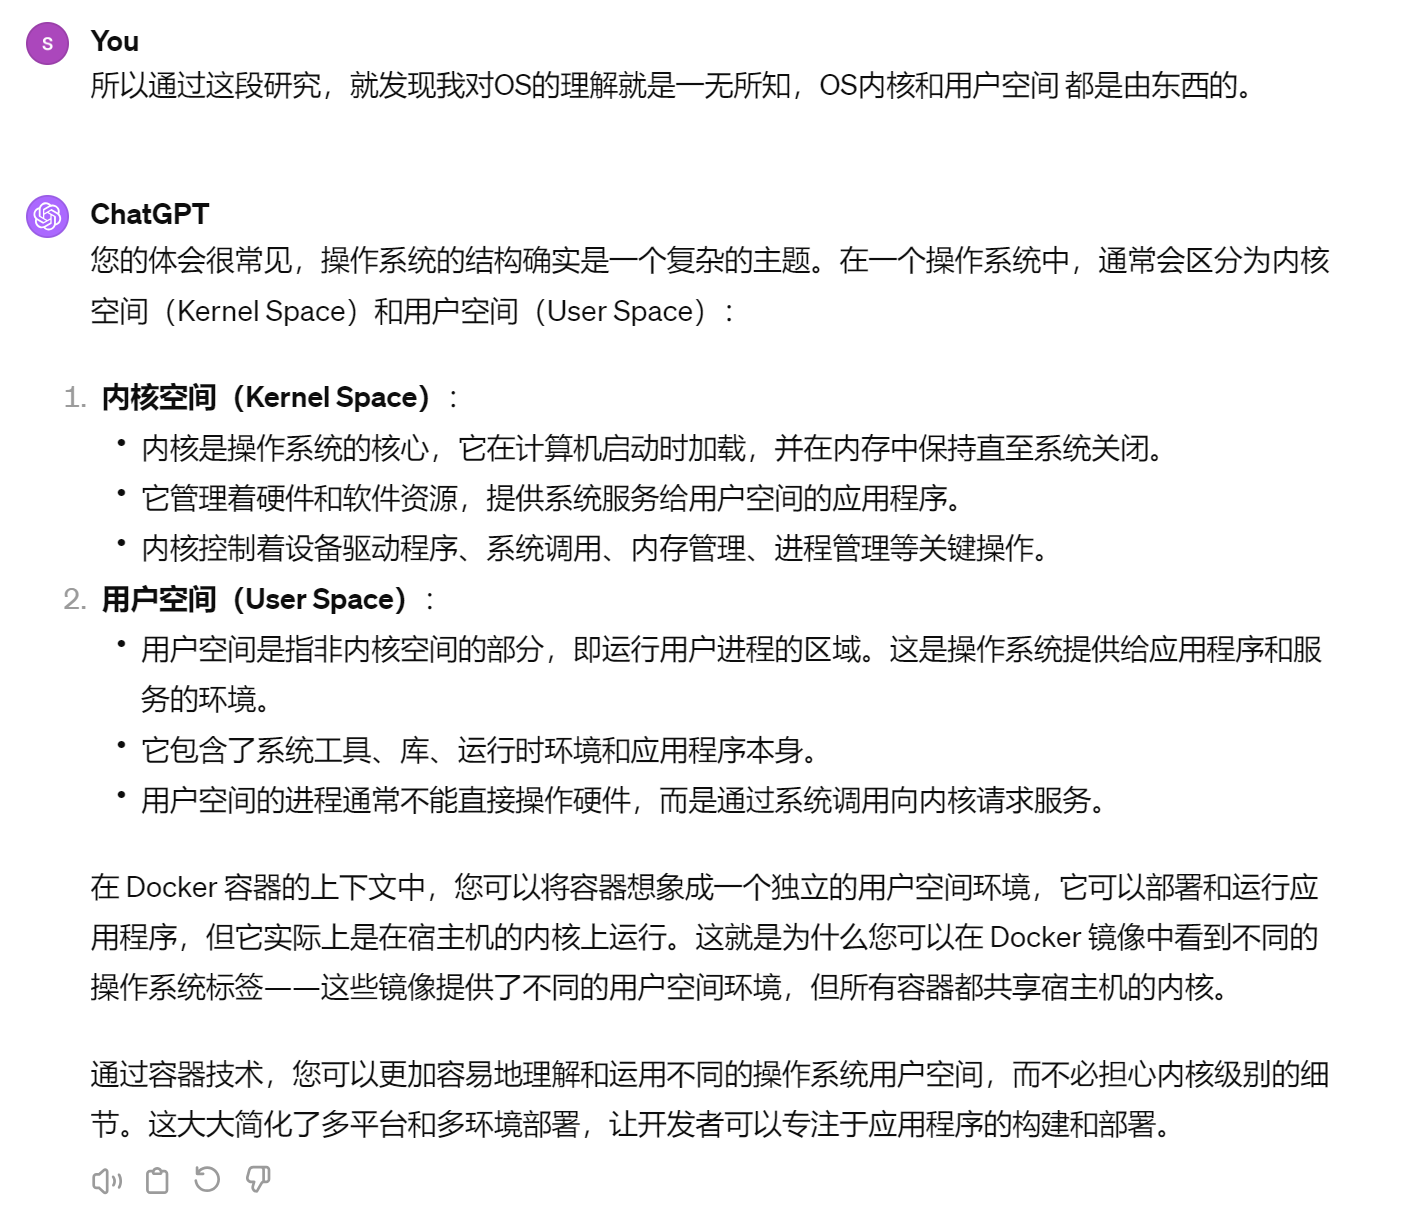 S
You
所以通过这段研究，就发现我对OS的理解就是一无所知，OS内核和用户空间 都是由东西的。
ChatGPT
您的体会很常见，操作系统的结构确实是一个复杂的主题。在一个操作系统中，通常会区分为内核
空间（Kernel Space）和用户空间（User Space）：
1. 内核空间（Kernel Space）：
• 内核是操作系统的核心，它在计算机启动时加载，并在内存中保持直至系统关闭。
• 它管理着硬件和软件资源，提供系统服务给用户空间的应用程序。
• 内核控制着设备驱动程序、系统调用、内存管理、进程管理等关键操作。
2. 用户空间（User Space）：
• 用户空间是指非内核空间的部分，即运行用户进程的区域。这是操作系统提供给应用程序和服
务的环境。
• 它包含了系统工具、库、运行时环境和应用程序本身。
• 用户空间的进程通常不能直接操作硬件，而是通过系统调用向内核请求服务。
在 Docker 容器的上下文中，您可以将容器想象成一个独立的用户空间环境，它可以部署和运行应
用程序，但它实际上是在宿主机的内核上运行。这就是为什么您可以在 Docker 镜像中看到不同的
操作系统标签——这些镜像提供了不同的用户空间环境，但所有容器都共享宿主机的内核。
通过容器技术，您可以更加容易地理解和运用不同的操作系统用户空间，而不必担心内核级别的细
节。这大大简化了多平台和多环境部署，让开发者可以专注于应用程序的构建和部署。